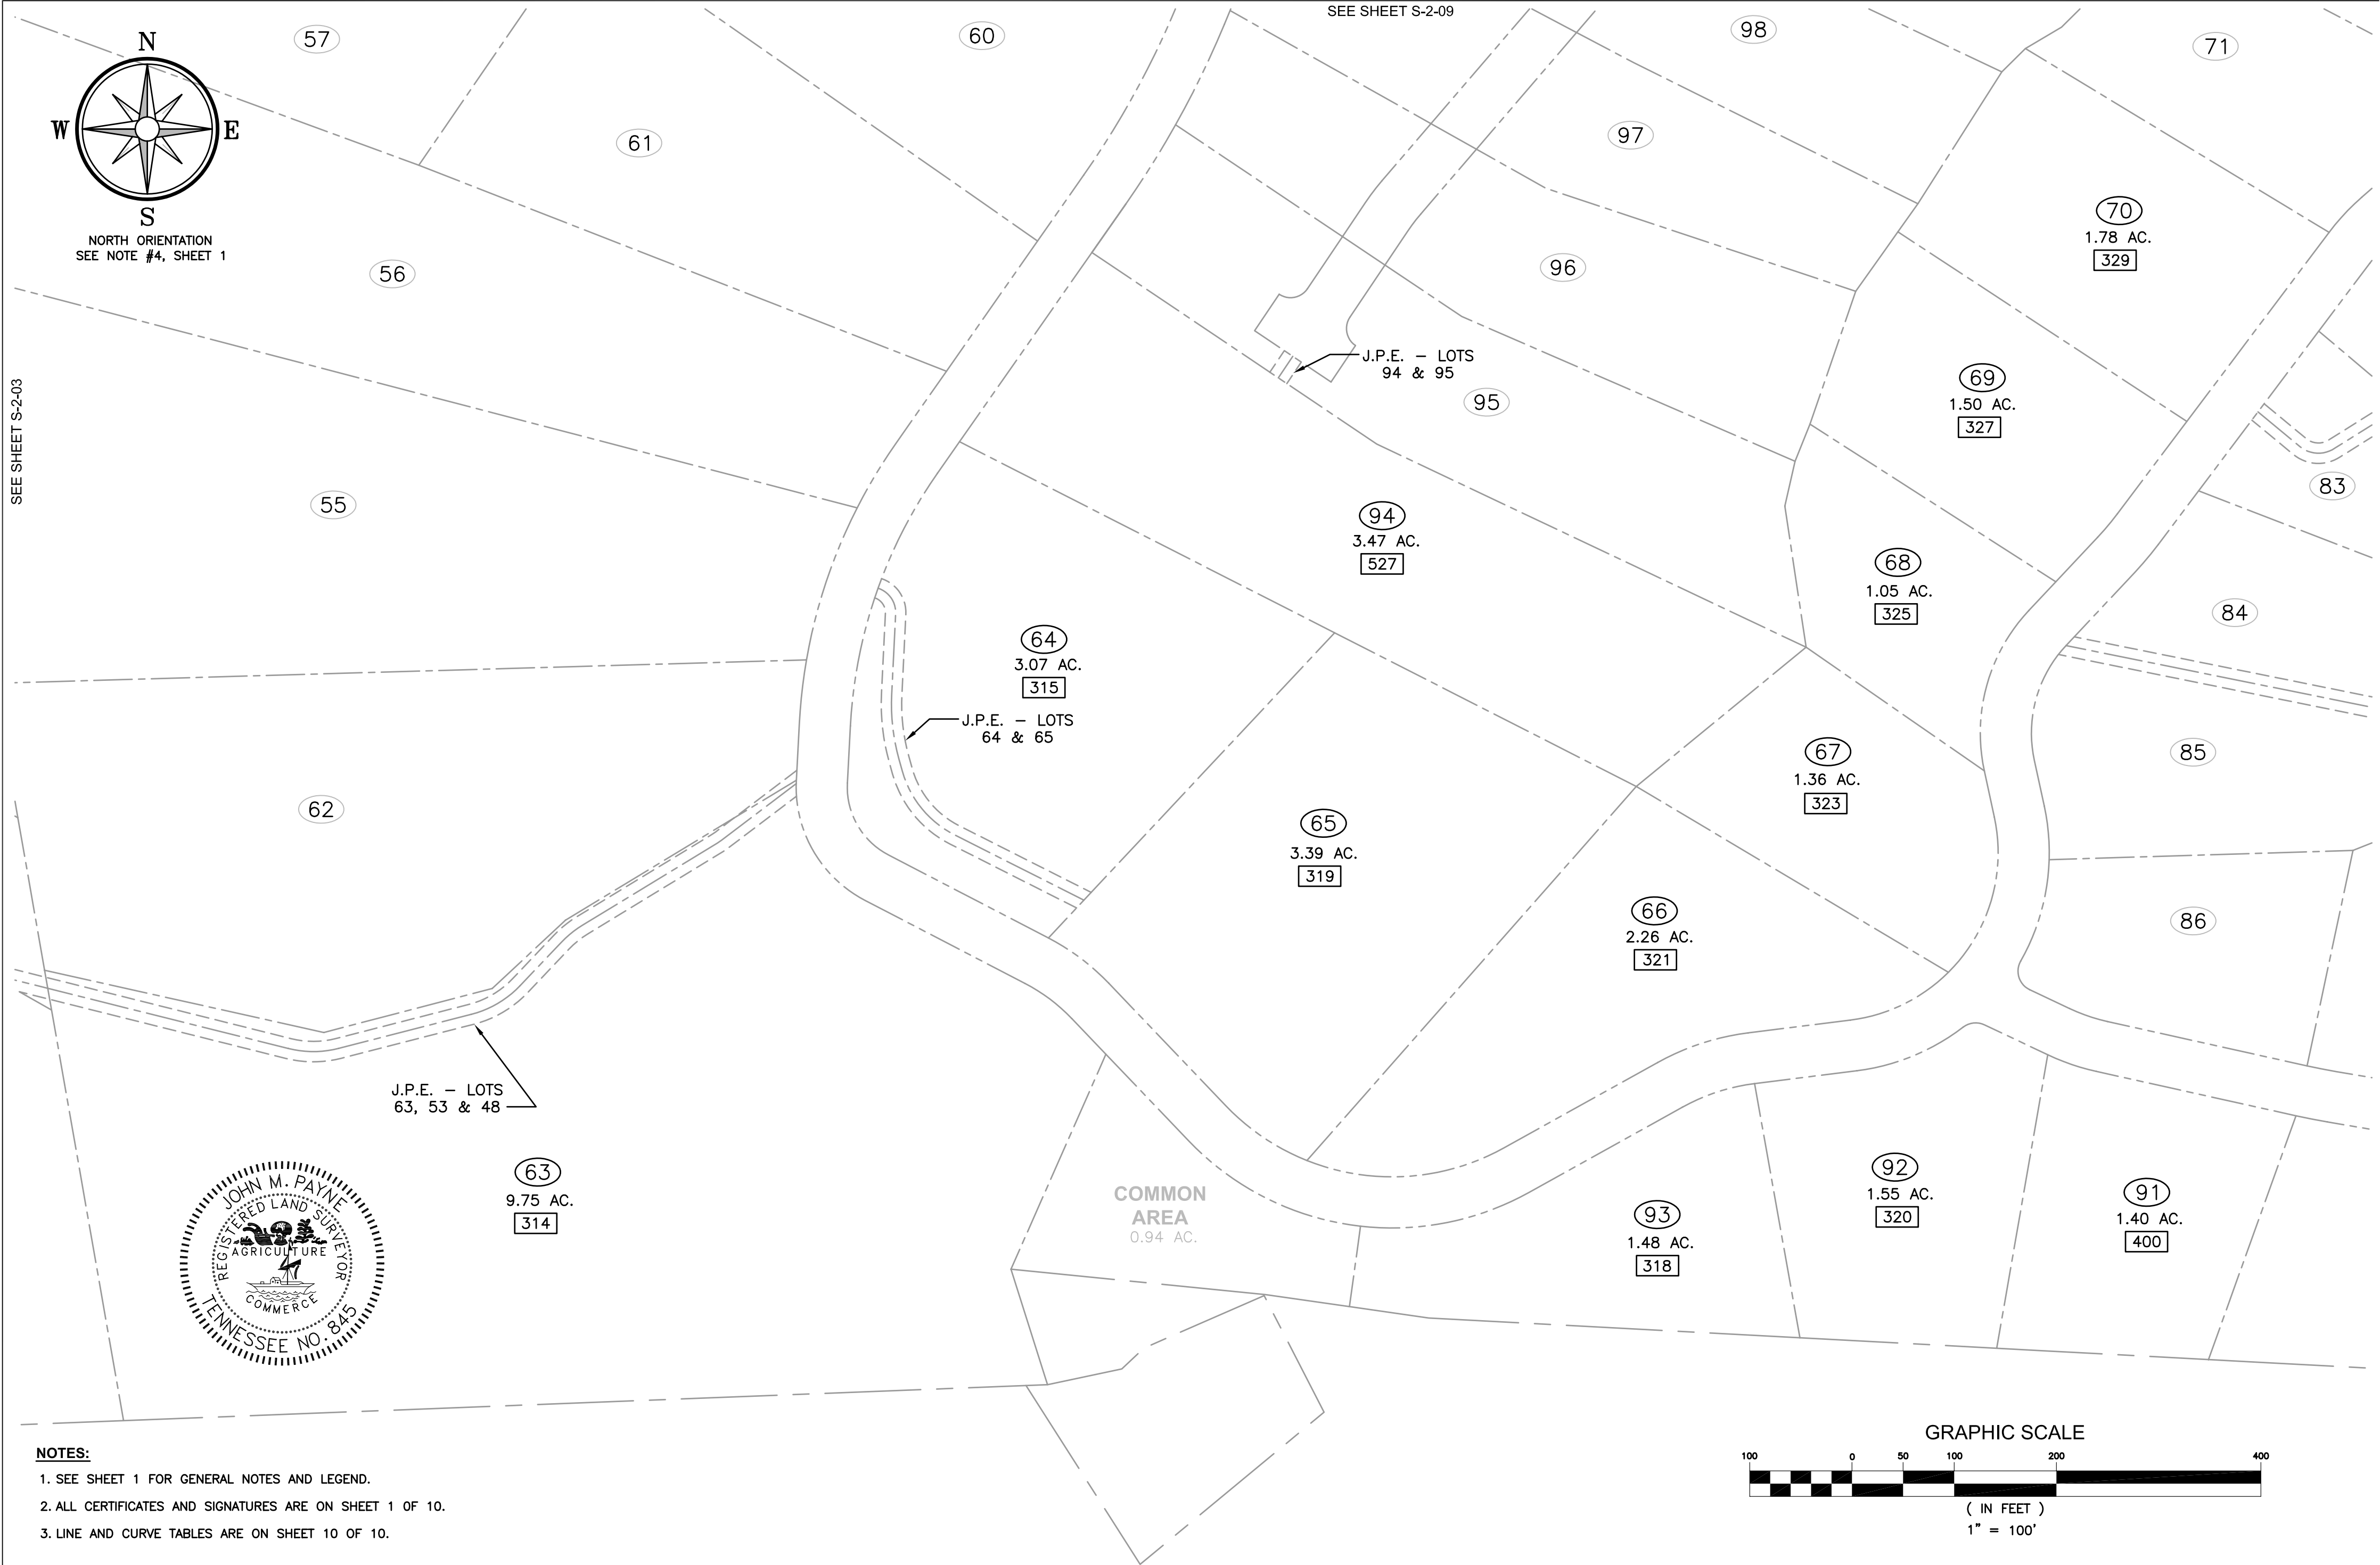 SEE SHEET S-2-09
SEE SHEET S-2-03
N
W
E
S
NORTH ORIENTATION
SEE NOTE #4, SHEET 1
57
60
98
71
61
97
70
1.78 AC.
329
56
96
J.P.E. – LOTS
94 & 95
95
69
1.50 AC.
327
83
55
94
3.47 AC.
527
68
1.05 AC.
325
84
64
3.07 AC.
315
J.P.E. – LOTS
64 & 65
67
1.36 AC.
323
85
62
65
3.39 AC.
319
66
2.26 AC.
321
86
J.P.E. – LOTS
63, 53 & 48
63
9.75 AC.
314
COMMON
AREA
0.94 AC.
93
1.48 AC.
318
92
1.55 AC.
320
91
1.40 AC.
400
JOHN M. PAYNE
REGISTERED LAND SURVEYOR
AGRICULTURE
COMMERCE
TENNESSEE NO. 845
NOTES:
1. SEE SHEET 1 FOR GENERAL NOTES AND LEGEND.
2. ALL CERTIFICATES AND SIGNATURES ARE ON SHEET 1 OF 10.
3. LINE AND CURVE TABLES ARE ON SHEET 10 OF 10.
GRAPHIC SCALE
100 0 50 100 200 400
( IN FEET )
1" = 100'